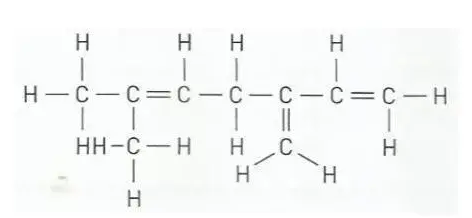 H H H H
H—C—C=C—C—C—C=C—H
HH—C—H H C H
H H
H